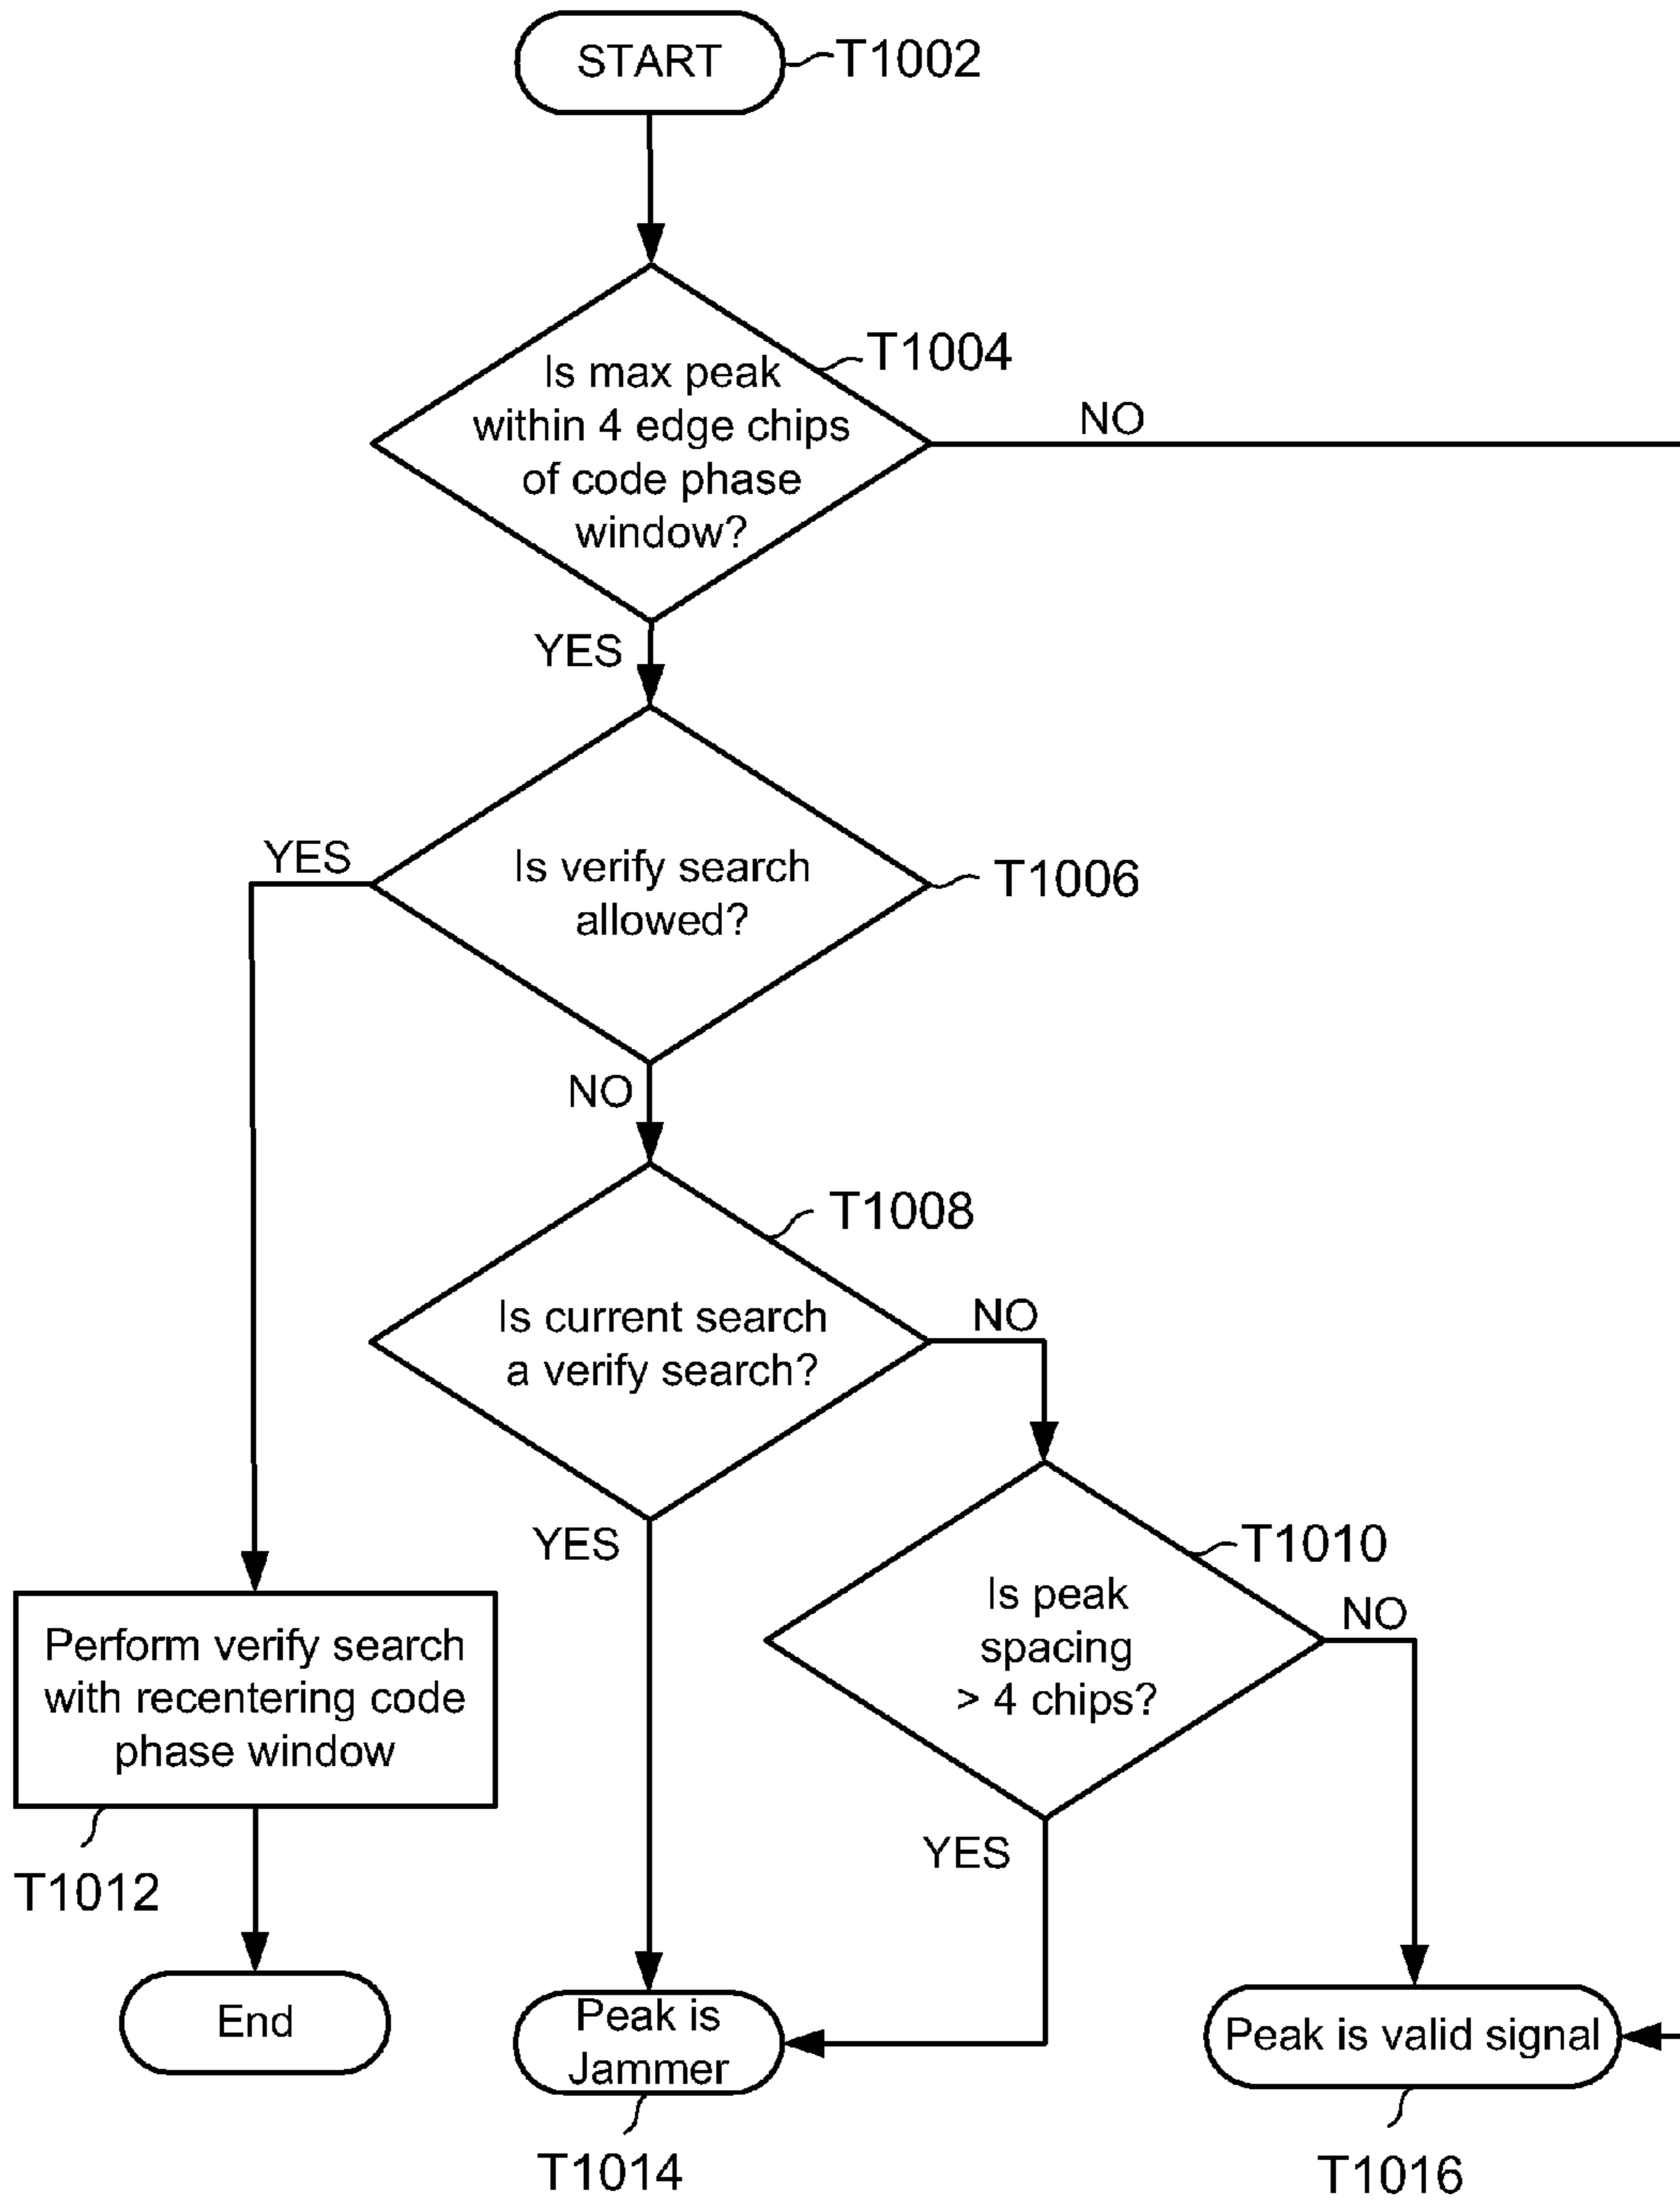 START
T1002
Is max peak
within 4 edge chips
of code phase
window?
T1004
NO
YES
Is verify search
allowed?
T1006
YES
NO
Is current search
a verify search?
T1008
NO
YES
Is peak
spacing
> 4 chips?
T1010
NO
YES
Perform verify search
with recentering code
phase window
T1012
End
Peak is
Jammer
T1014
Peak is valid signal
T1016